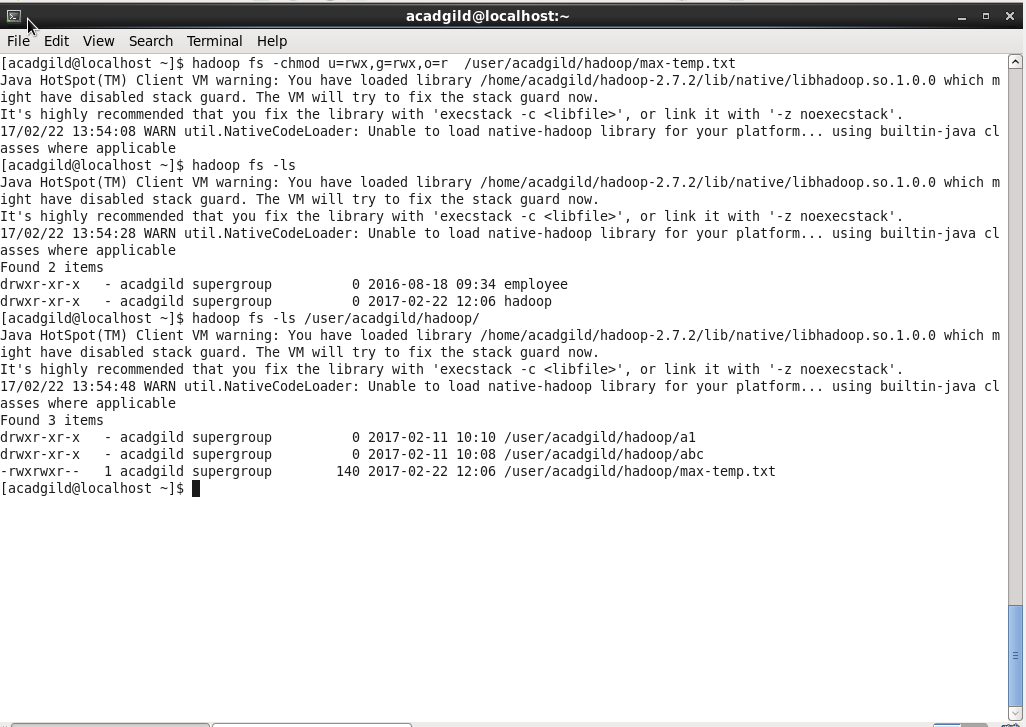 acadgild@localhost:~
File Edit View Search Terminal Help
[acadgild@localhost ~]$ hadoop fs -chmod u=rwx,g=rwx,o=r  /user/acadgild/hadoop/max-temp.txt
Java HotSpot(TM) Client VM warning: You have loaded library /home/acadgild/hadoop-2.7.2/lib/native/libhadoop.so.1.0.0 which m
ight have disabled stack guard. The VM will try to fix the stack guard now.
It's highly recommended that you fix the library with 'execstack -c <libfile>', or link it with '-z noexecstack'.
17/02/22 13:54:08 WARN util.NativeCodeLoader: Unable to load native-hadoop library for your platform... using builtin-java cl
asses where applicable
[acadgild@localhost ~]$ hadoop fs -ls
Java HotSpot(TM) Client VM warning: You have loaded library /home/acadgild/hadoop-2.7.2/lib/native/libhadoop.so.1.0.0 which m
ight have disabled stack guard. The VM will try to fix the stack guard now.
It's highly recommended that you fix the library with 'execstack -c <libfile>', or link it with '-z noexecstack'.
17/02/22 13:54:28 WARN util.NativeCodeLoader: Unable to load native-hadoop library for your platform... using builtin-java cl
asses where applicable
Found 2 items
drwxr-xr-x   - acadgild supergroup          0 2016-08-18 09:34 employee
drwxr-xr-x   - acadgild supergroup          0 2017-02-22 12:06 hadoop
[acadgild@localhost ~]$ hadoop fs -ls /user/acadgild/hadoop/
Java HotSpot(TM) Client VM warning: You have loaded library /home/acadgild/hadoop-2.7.2/lib/native/libhadoop.so.1.0.0 which m
ight have disabled stack guard. The VM will try to fix the stack guard now.
It's highly recommended that you fix the library with 'execstack -c <libfile>', or link it with '-z noexecstack'.
17/02/22 13:54:48 WARN util.NativeCodeLoader: Unable to load native-hadoop library for your platform... using builtin-java cl
asses where applicable
Found 3 items
drwxr-xr-x   - acadgild supergroup          0 2017-02-11 10:10 /user/acadgild/hadoop/a1
drwxr-xr-x   - acadgild supergroup          0 2017-02-11 10:08 /user/acadgild/hadoop/abc
-rwxrwxr--   1 acadgild supergroup        140 2017-02-22 12:06 /user/acadgild/hadoop/max-temp.txt
[acadgild@localhost ~]$